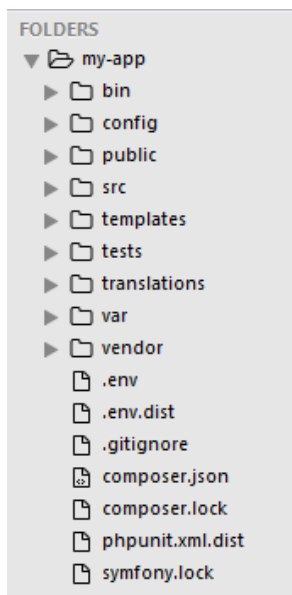 FOLDERS
my-app
bin
config
public
src
templates
tests
translations
var
vendor
.env
.env.dist
.gitignore
composer.json
composer.lock
phpunit.xml.dist
symfony.lock